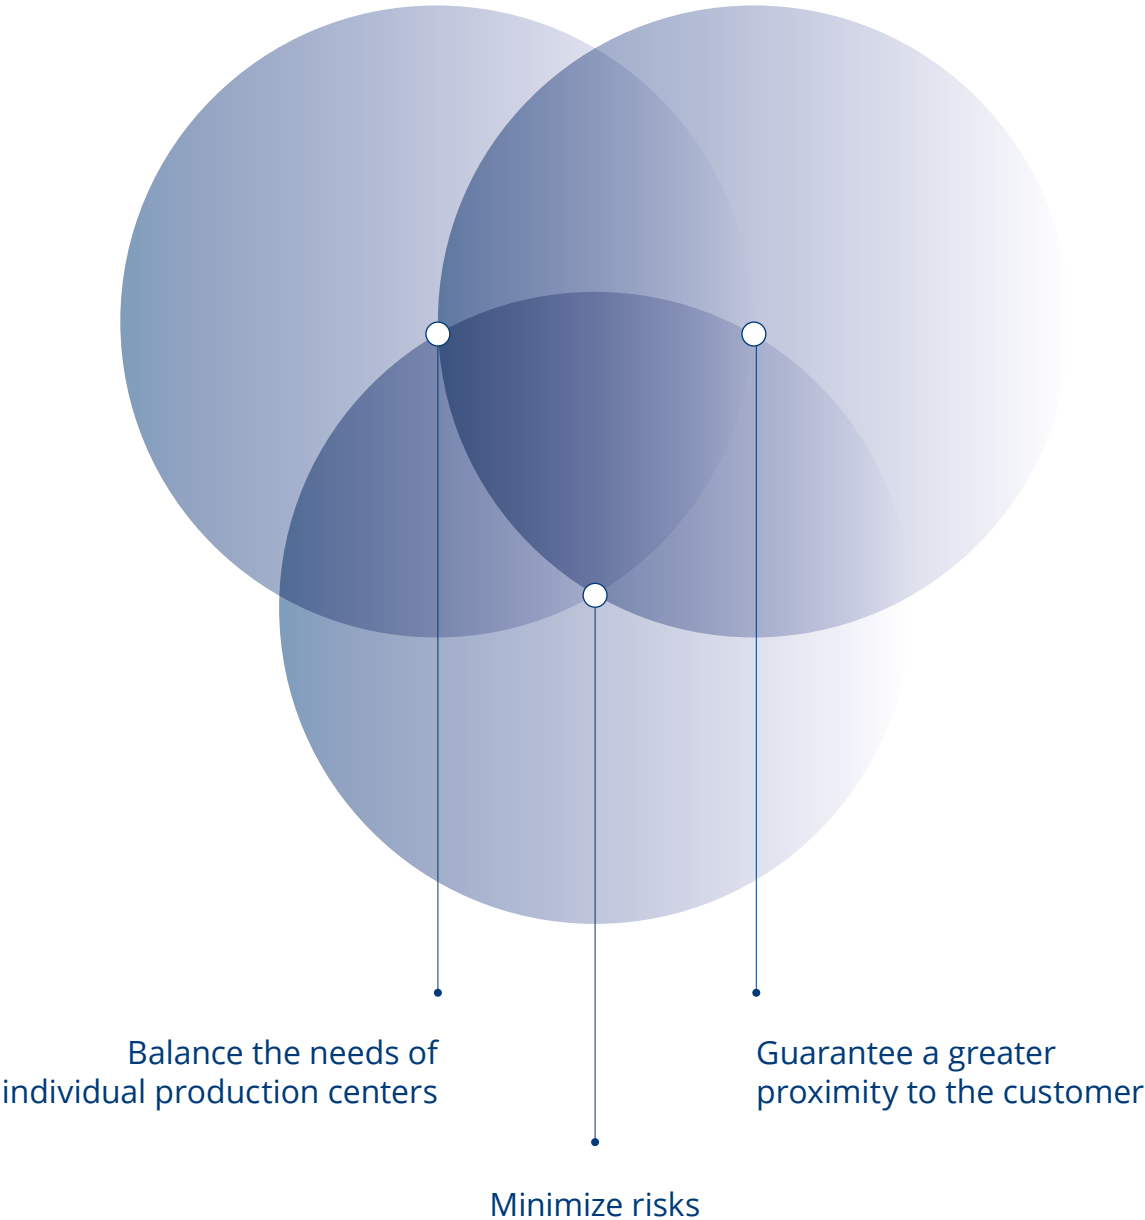 Balance the needs of
individual production centers
Guarantee a greater
proximity to the customer
Minimize risks